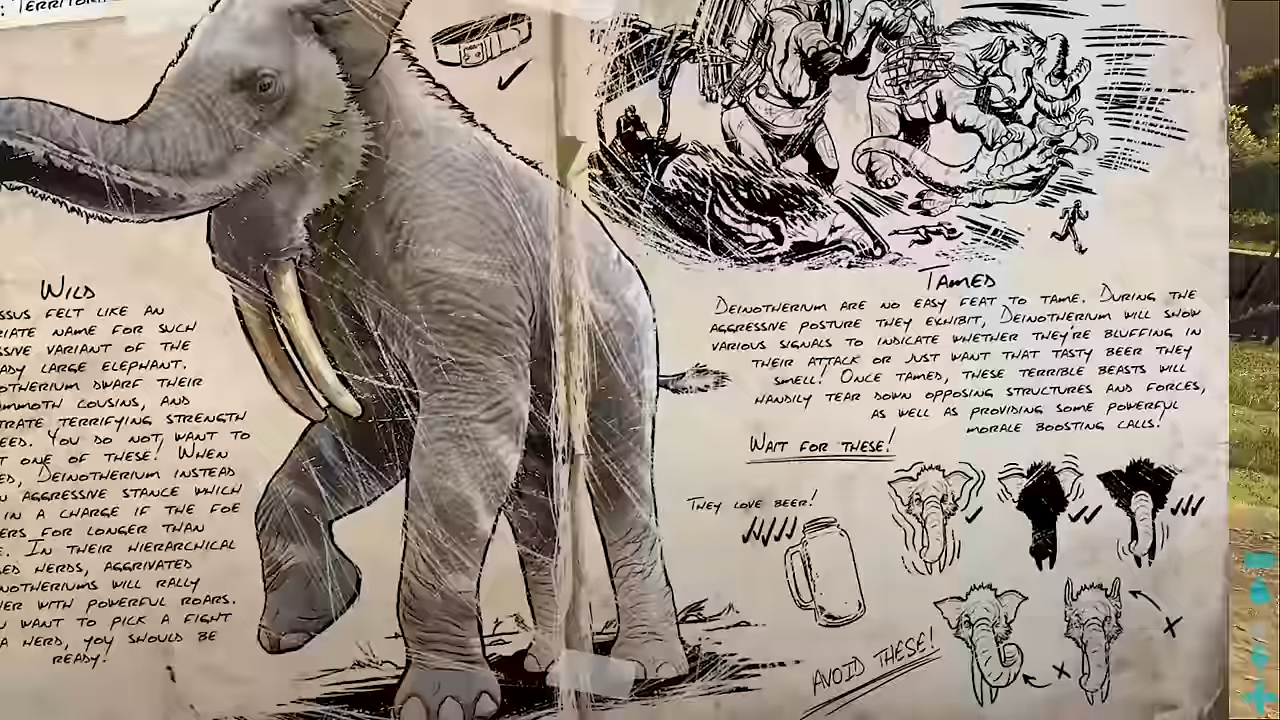 : TERRITORI
WILD
SSUS FELT LIKE AN
RIATE NAME FOR SUCH
SSIVE VARIANT OF THE
ADY LARGE ELEPHANT.
OTHERIUM DWARF THEIR
AMMOTH COUSINS, AND
TRATE TERRIFYING STRENGTH
EED. YOU DO NOT WANT TO
T ONE OF THESE! WHEN
ED, DEINOTHERIUM INSTEAD
N AGGRESSIVE STANCE WHICH
IN A CHARGE IF THE FOE
ERS FOR LONGER THAN
E. IN THEIR HIERARCHICAL
SED HERDS, AGGRIVATED
NOTHERIUMS WILL RALLY
HER WITH POWERFUL ROARS.
U WANT TO PICK A FIGHT
A HERD, YOY SHOULD BE
READY!
TAMED
DEINOTHERIUM ARE NO EASY FEAT TO TAME. DURING THE
AGGRESSIVE POSTURE THEY EXHIBIT, DEINOTHERIUM WILL SHOW
VARIOUS SIGNALS TO INDICATE WHETHER THEY'RE BLUFFING IN
THEIR ATTACK OR JUST WANT THAT TASTY BEER THEY
SMELL! ONCE TAMED, THESE TERRIBLE BEASTS WILL
HANDILY TEAR DOWN OPPOSING STRUCTURES AND FORCES,
AS WELL AS PROVIDING SOME POWERFUL
MORALE BOOSTING CALLS!
WAIT FOR THESE!
THEY LOVE BEER!
AVOID THESE!